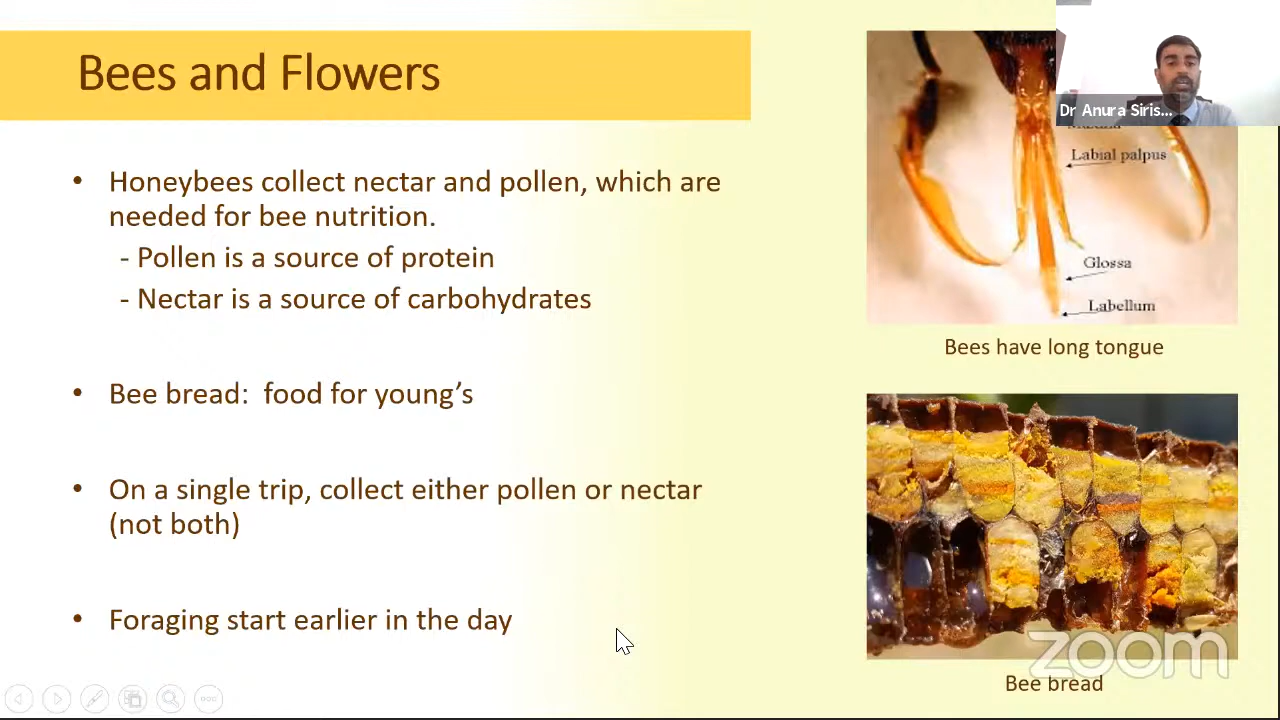 Bees and Flowers
• Honeybees collect nectar and pollen, which are
needed for bee nutrition.
- Pollen is a source of protein
- Nectar is a source of carbohydrates
• Bee bread: food for young's
• On a single trip, collect either pollen or nectar
(not both)
• Foraging start earlier in the day
Dr Anura Siris...
Labial palpus
Glossa
Labellum
Bees have long tongue
zoom
Bee bread